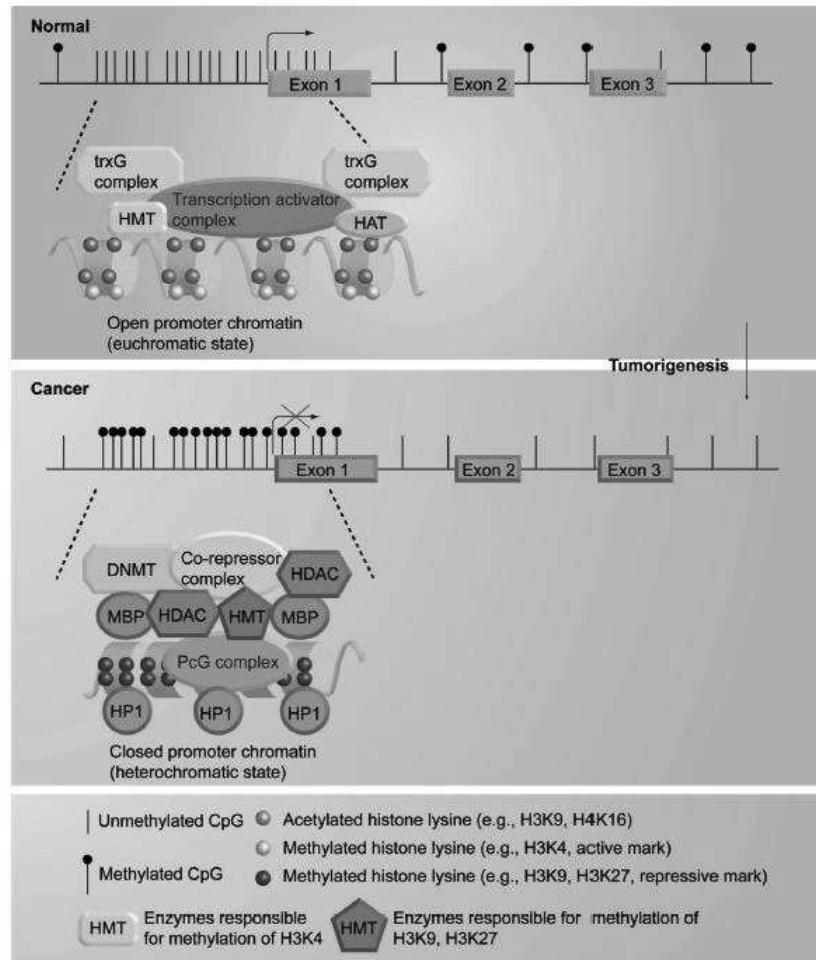 Normal
Exon 1
Exon 2
Exon 3
trxG
complex
trxG
complex
Transcription activator
complex
HMT
HAT
Open promoter chromatin
(euchromatic state)
Tumorigenesis
Cancer
Exon 1
Exon 2
Exon 3
DNMT
Co-repressor
complex
HDAC
MBP
HDAC
HMT
MBP
PcG complex
HP1
HP1
HP1
Closed promoter chromatin
(heterochromatic state)
Unmethylated CpG
Acetylated histone lysine (e.g., H3K9, H4K16)
Methylated histone lysine (e.g., H3K4, active mark)
Methylated CpG
Methylated histone lysine (e.g., H3K9, H3K27, repressive mark)
HMT
Enzymes responsible
for methylation of H3K4
HMT
Enzymes responsible for methylation of
H3K9, H3K27